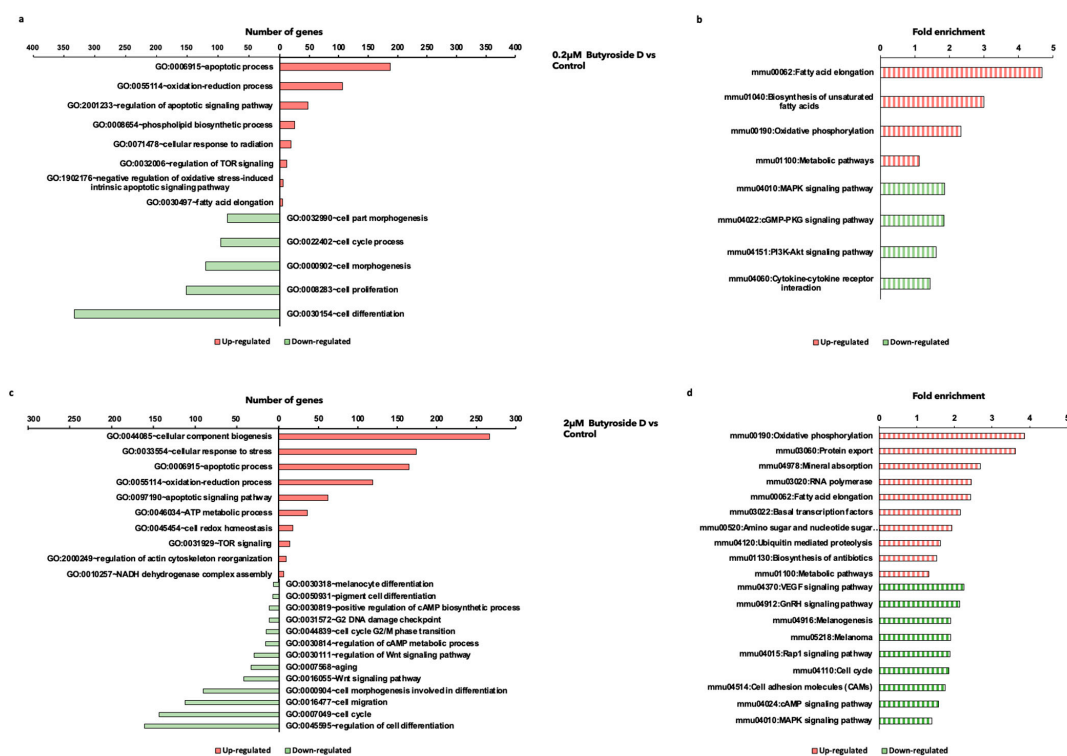 a
Number of genes
400 300 200 100 0 50 100 150 200 250 300 350 400
GO:0006915~apoptotic process
GO:0055114~oxidation-reduction process
GO:2001233~regulation of apoptotic signaling pathway
GO:0008654~phospholipid biosynthetic process
GO:0071478~cellular response to radiation
GO:0032006~regulation of TOR signaling
GO:1902176~negative regulation of oxidative stress-induced
intrinsic apoptotic signaling pathway
GO:0030497~fatty acid elongation
GO:0032990~cell part morphogenesis
GO:0022402~cell cycle process
GO:0000902~cell morphogenesis
GO:0008283~cell proliferation
GO:0030154~cell differentiation
Up-regulated Down-regulated
0.2µM Butyroside D vs
Control
b
Fold enrichment
0 1 2 3 4 5
mmu00062:Fatty acid elongation
mmu01040:Biosynthesis of unsaturated
fatty acids
mmu00190:Oxidative phosphorylation
mmu01100:Metabolic pathways
mmu04010:MAPK signaling pathway
mmu04022:cGMP-PKG signaling pathway
mmu04151:PI3K-Akt signaling pathway
mmu04060:Cytokine-cytokine receptor
interaction
Up-regulated Down-regulated
c
Number of genes
300 250 200 150 100 50 0 50 100 150 200 250 300
GO:0044085~cellular component biogenesis
GO:0033554~cellular response to stress
GO:0006915~apoptotic process
GO:0055114~oxidation-reduction process
GO:0097190~apoptotic signaling pathway
GO:0046034~ATP metabolic process
GO:0045454~cell redox homeostasis
GO:0031929~TOR signaling
GO:2000249~regulation of actin cytoskeleton reorganization
GO:0010257~NADH dehydrogenase complex assembly
GO:0030318~melanocyte differentiation
GO:0050931~pigment cell differentiation
GO:0030819~positive regulation of cAMP biosynthetic process
GO:0031572~G2 DNA damage checkpoint
GO:0044839~cell cycle G2/M phase transition
GO:0030814~regulation of cAMP metabolic process
GO:0030111~regulation of Wnt signaling pathway
GO:0007568~aging
GO:0016055~Wnt signaling pathway
GO:0000904~cell morphogenesis involved in differentiation
GO:0016477~cell migration
GO:0007049~cell cycle
GO:0045595~regulation of cell differentiation
Up-regulated Down-regulated
2µM Butyroside D vs
Control
d
Fold enrichment
0 1 2 3 4 5
mmu00190:Oxidative phosphorylation
mmu03060:Protein export
mmu04978:Mineral absorption
mmu03020:RNA polymerase
mmu00062:Fatty acid elongation
mmu03022:Basal transcription factors
mmu00520:Amino sugar and nucleotide sugar…
mmu04120:Ubiquitin mediated proteolysis
mmu01130:Biosynthesis of antibiotics
mmu01100:Metabolic pathways
mmu04370:VEGF signaling pathway
mmu04912:GnRH signaling pathway
mmu04916:Melanogenesis
mmu05218:Melanoma
mmu04015:Rap1 signaling pathway
mmu04110:Cell cycle
mmu04514:Cell adhesion molecules (CAMs)
mmu04024:cAMP signaling pathway
mmu04010:MAPK signaling pathway
Up-regulated Down-regulated